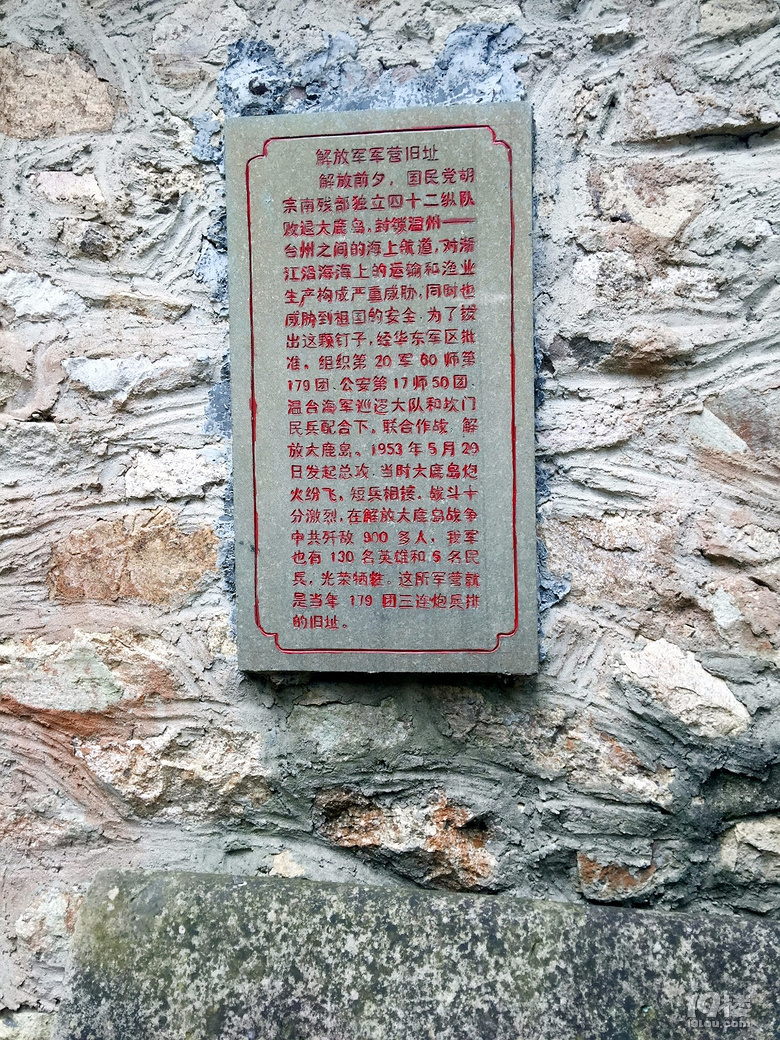 解放军军营旧址
解放前夕，国民党胡
宗南残部独立四十二纵队
败退大鹿岛，封锁温州——
台州之间的海上航道，对浙
江沿海海上的运输和渔业
生产构成严重威胁，同时也
威胁到祖国的安全。为了拔
出这颗钉子，经华东军区批
准。组织第20军60师第
179团．公安第17师50团．
温台海军巡逻大队和坎门
民兵配合下。联合作战．解
放大鹿岛。1953年5月29
日发起总攻．当时大鹿岛炮
火纷飞，短兵相接，战斗十
分激烈，在解放大鹿岛战争
中共歼敌900多人，我军
也有130名英雄和6名民
兵，光荣牺牲。这所军营就
是当年179团三连炮兵排
的旧址。
19楼
19lou.com